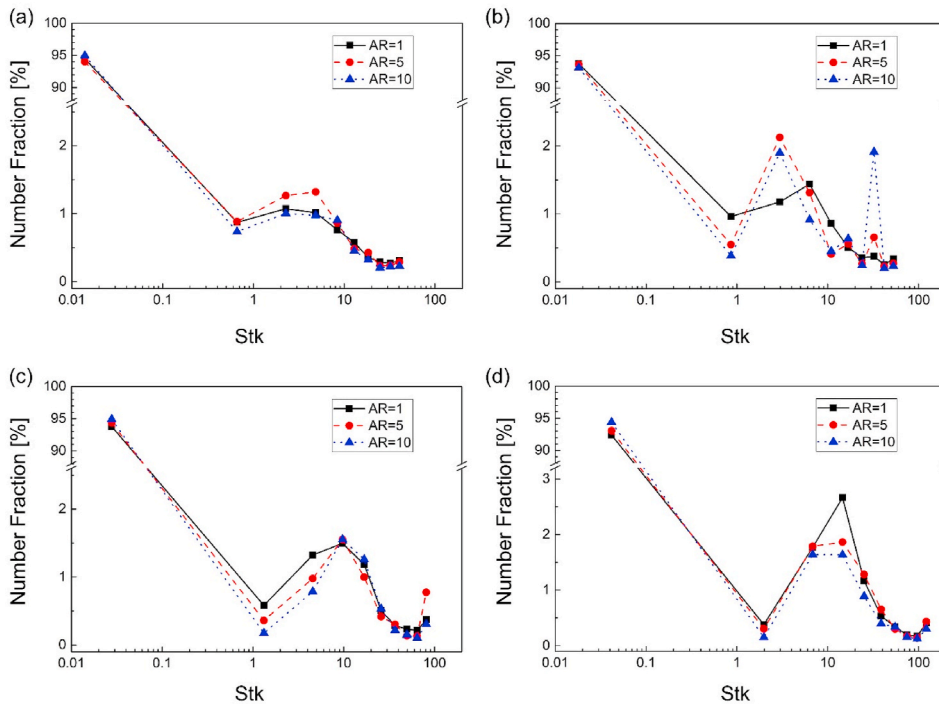 (a)
Number Fraction [%]
100
95
90
2
1
0
AR=1
AR=5
AR=10
0.01 0.1 1 10 100
Stk
(b)
Number Fraction [%]
100
95
90
2
1
0
AR=1
AR=5
AR=10
0.01 0.1 1 10 100
Stk
(c)
Number Fraction [%]
100
95
90
2
1
0
AR=1
AR=5
AR=10
0.01 0.1 1 10 100
Stk
(d)
Number Fraction [%]
100
95
90
3
2
1
0
AR=1
AR=5
AR=10
0.01 0.1 1 10 100
Stk